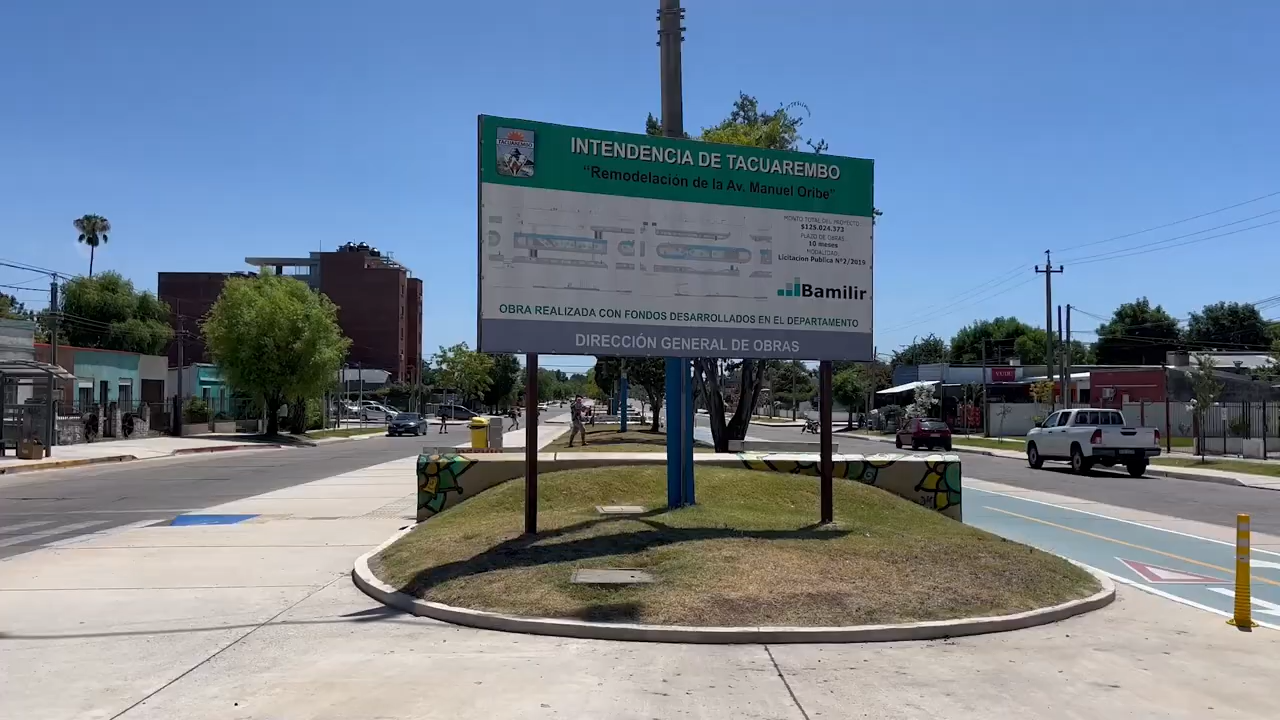 TACUAREMBO
INTENDENCIA DE TACUAREMBO
"Remodelación de la Av. Manuel Oribe"
MONTO TOTAL DEL PROYECTO:
$125.024.373
PLAZO DE OBRAS:
10 meses
MODALIDAD:
Licitacion Publica Nº2/2019
Bamilir
OBRA REALIZADA CON FONDOS DESARROLLADOS EN EL DEPARTAMENTO
DIRECCIÓN GENERAL DE OBRAS